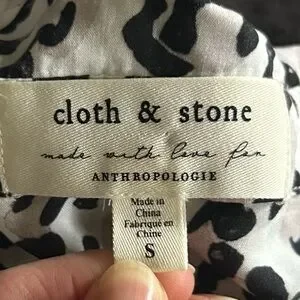 cloth & stone
made with love for
ANTHROPOLOGIE
Made in
China
Fabriqué en
Chine
S